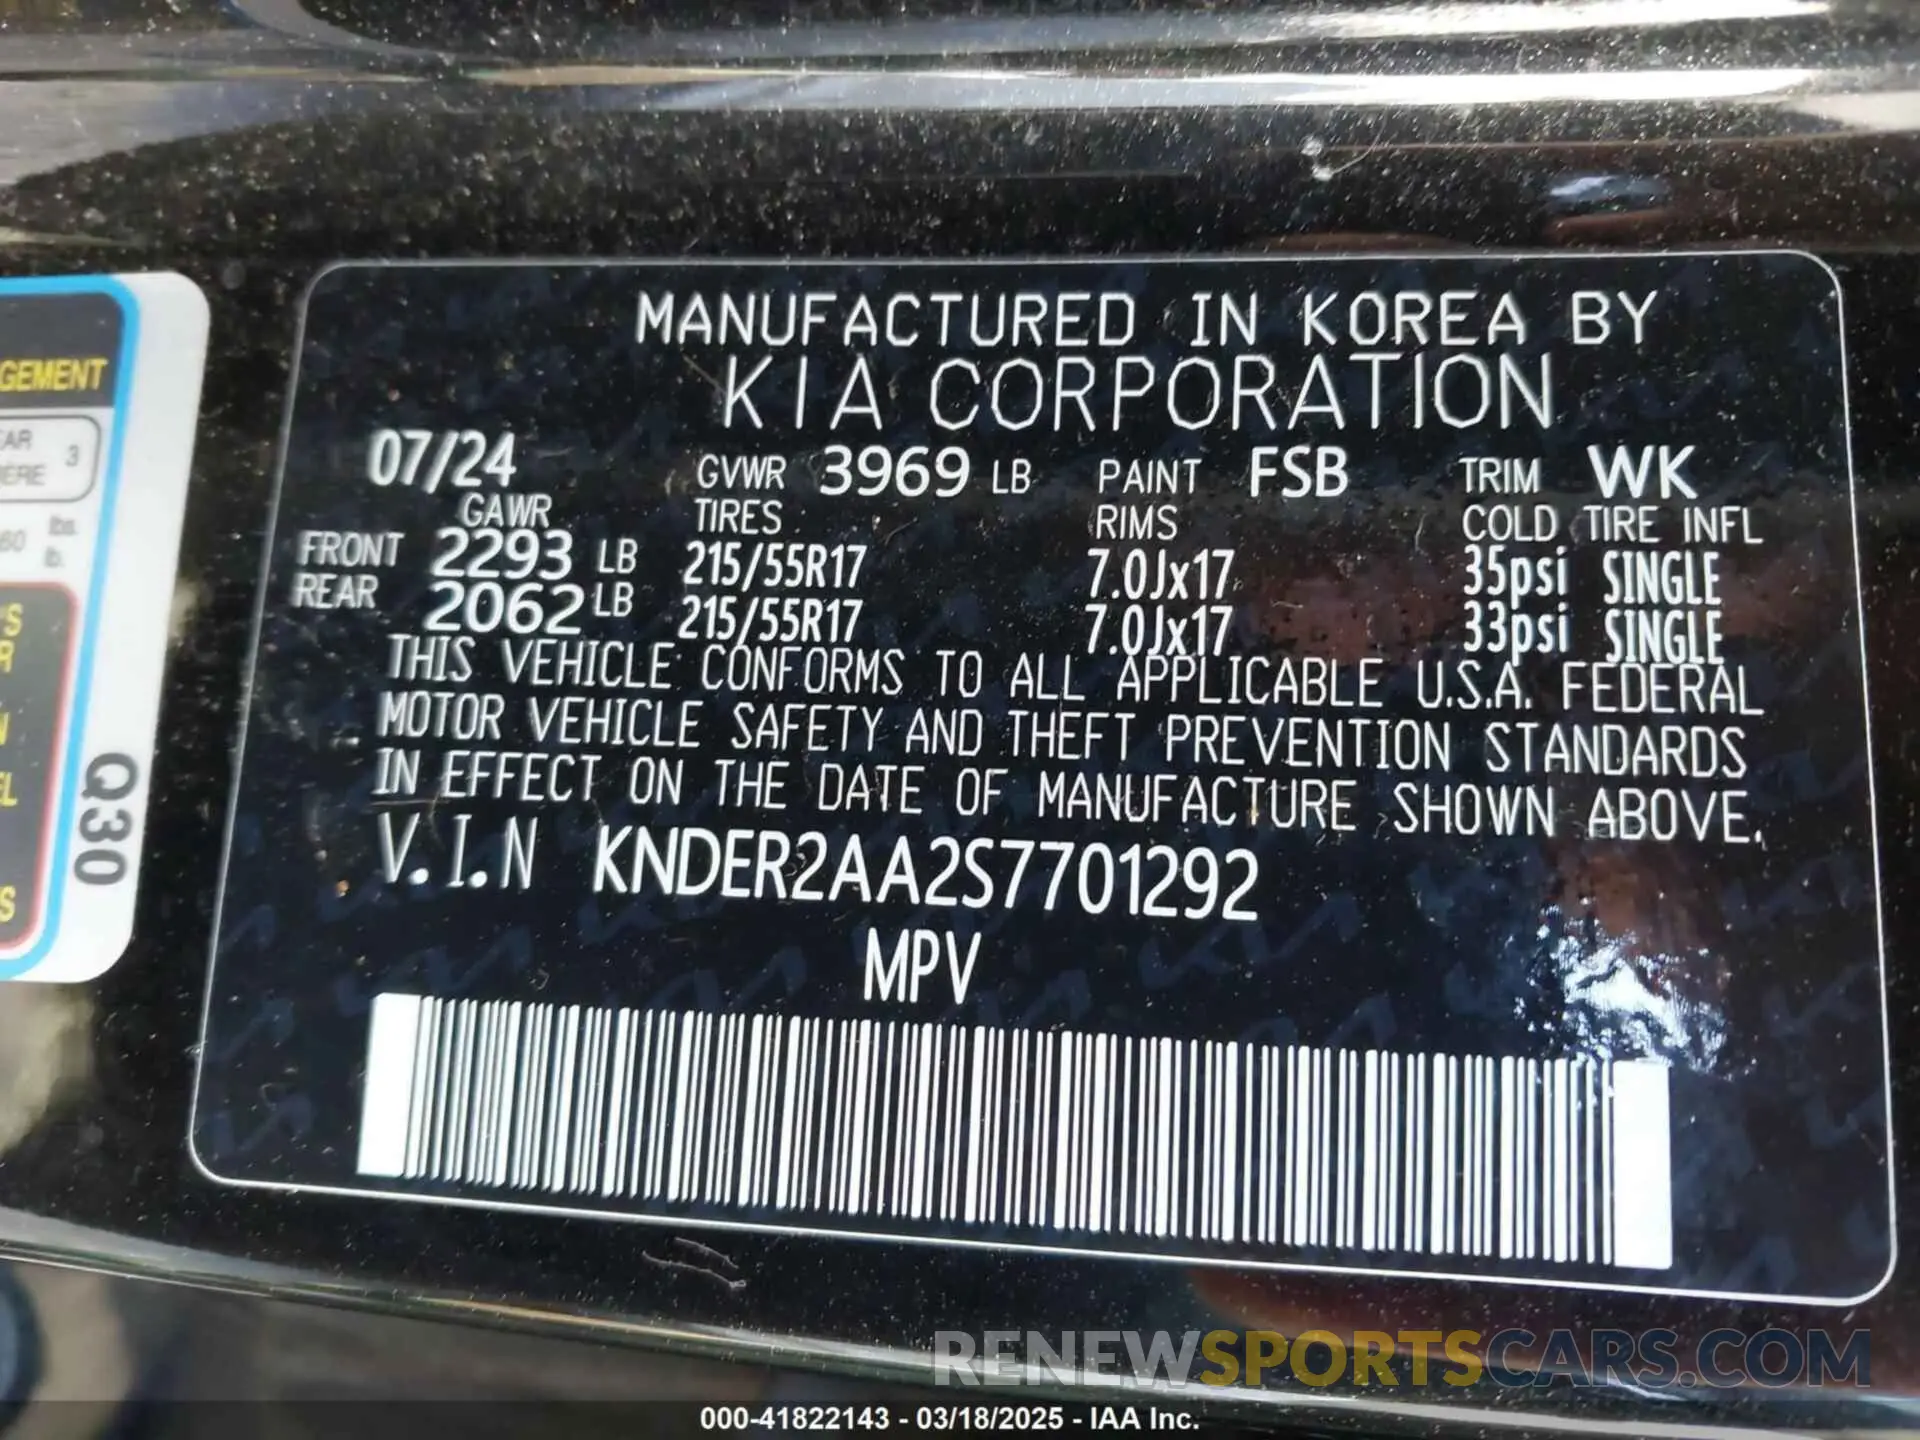 MANUFACTURED IN KOREA BY
KIA CORPORATION
07/24 GVWR 3969 LB PAINT FSB TRIM WK
GAWR TIRES RIMS COLD TIRE INFL
FRONT 2293 LB 215/55R17 7.0Jx17 35psi SINGLE
REAR 2062 LB 215/55R17 7.0Jx17 33psi SINGLE
THIS VEHICLE CONFORMS TO ALL APPLICABLE U.S.A. FEDERAL
MOTOR VEHICLE SAFETY AND THEFT PREVENTION STANDARDS
IN EFFECT ON THE DATE OF MANUFACTURE SHOWN ABOVE.
V.I.N KNDER2AA2S7701292
MPV
GEMENT
3
lbs.
lb.
Q30
RENEWSPORTSCARS.COM
000-41822143 - 03/18/2025 - IAA Inc.